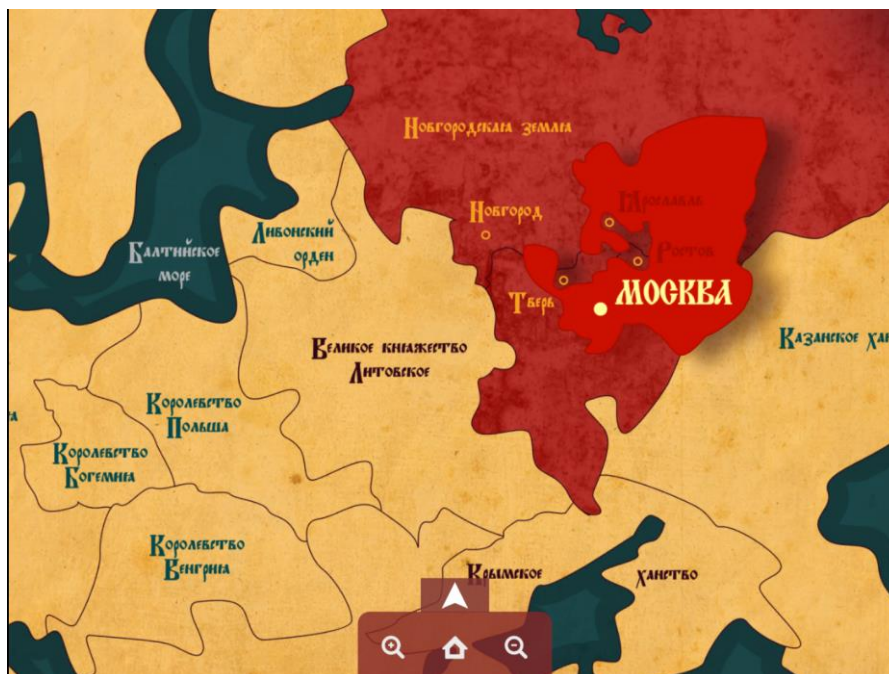 Новгородская земля
Новгород
Ярославль
Ростов
Тверь
МОСКВА
Балтийское
море
Ливонский
орден
Великое княжество
Литовское
Казанское хан
Королевство
Польша
Королевство
Богемия
Королевство
Венгрия
Крымское
ханство